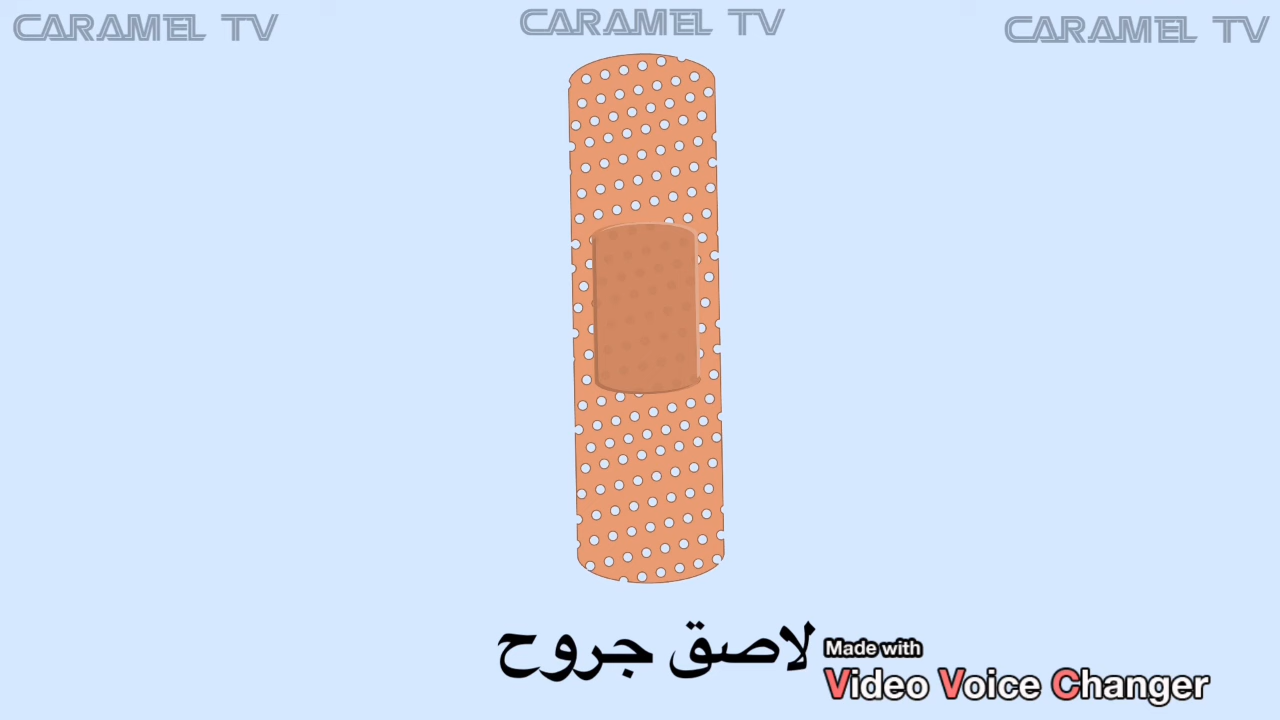 CARAMEL TV CARAMEL TV CARAMEL TV
لاصق جروح
Made with
Video Voice Changer